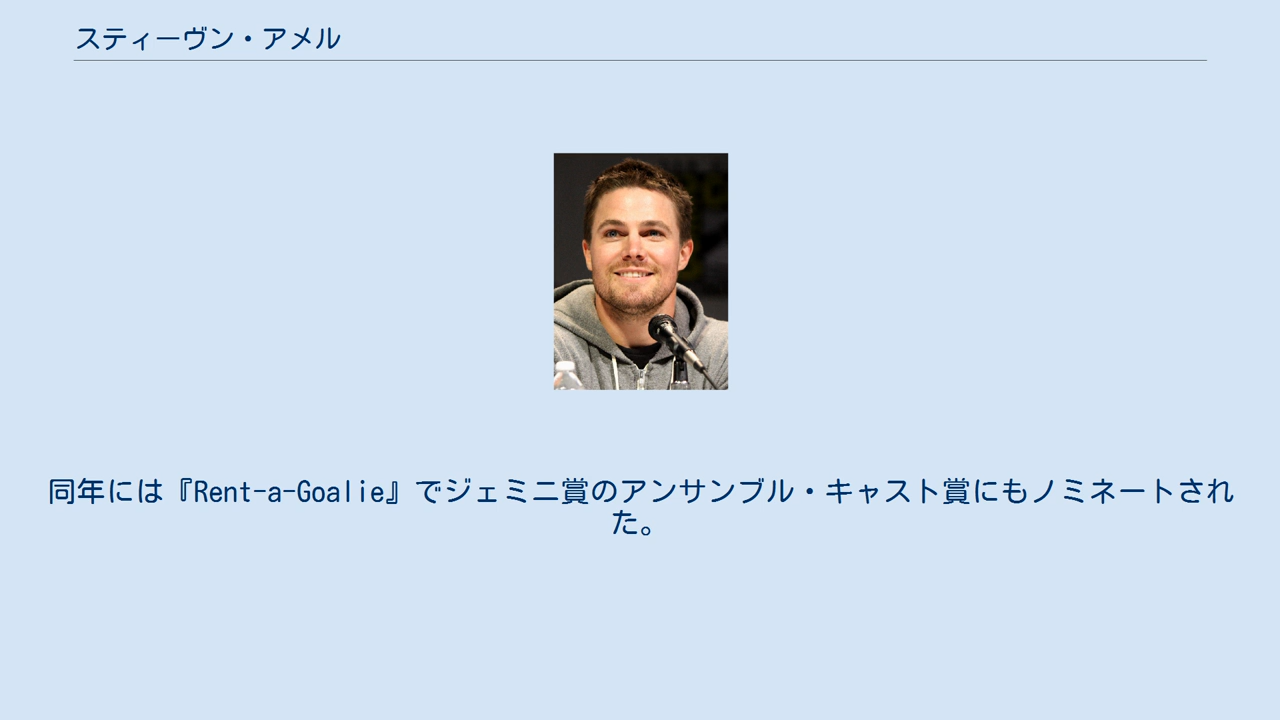 スティーヴン・アメル
同年には『Rent-a-Goalie』でジェミニ賞のアンサンブル・キャスト賞にもノミネートされ
た。